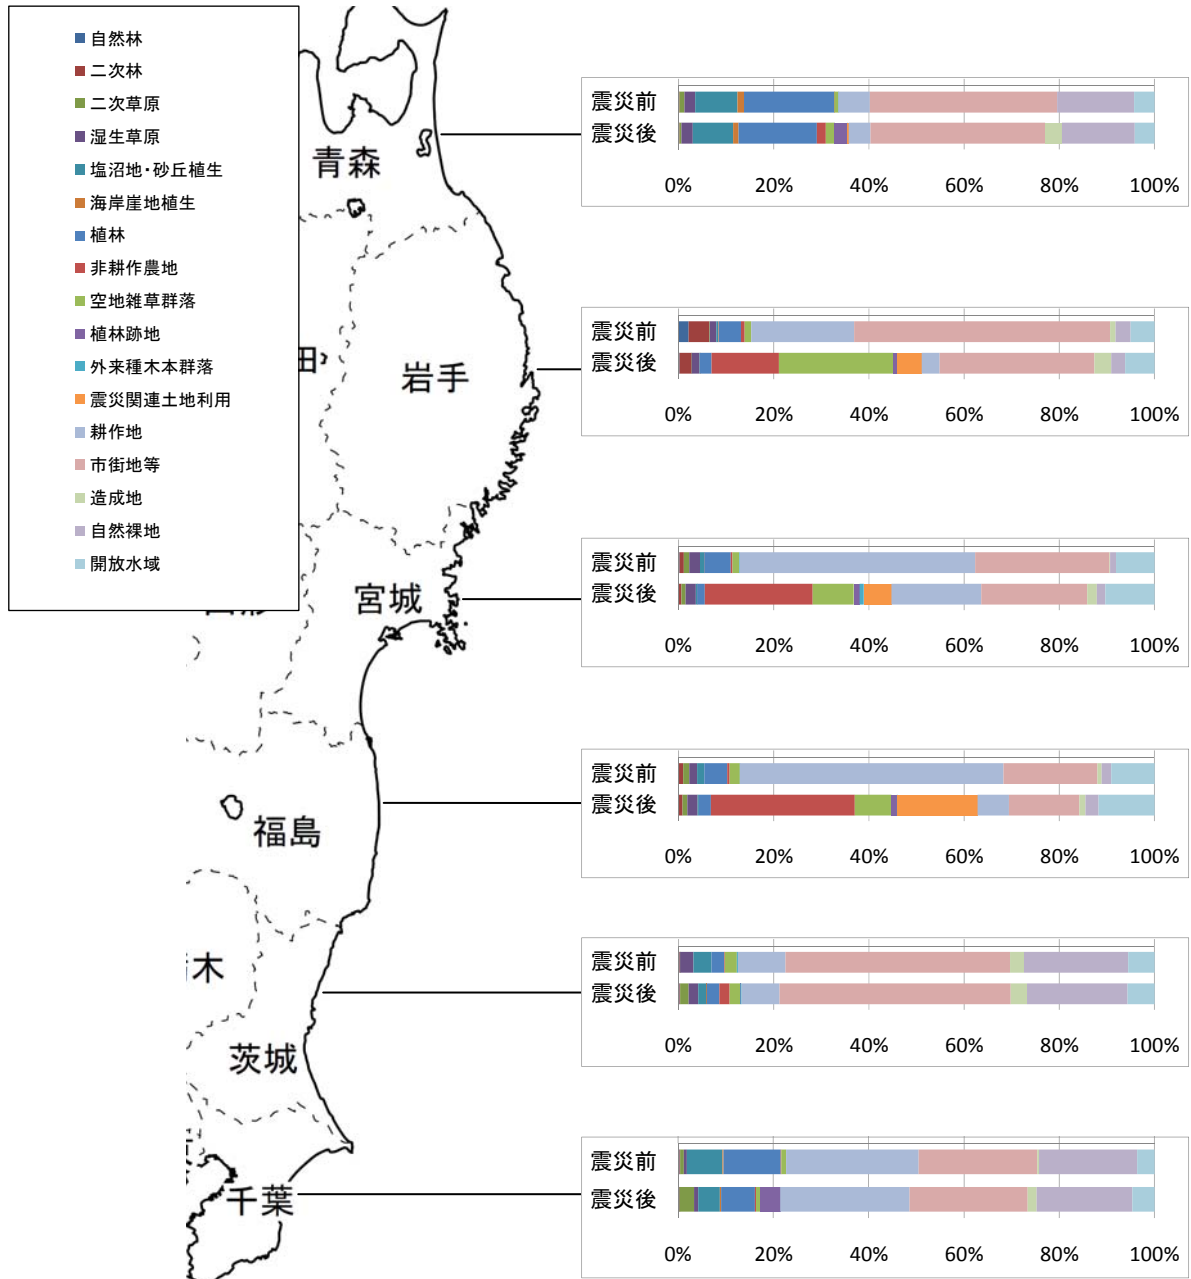 自然林
二次林
二次草原
湿生草原
塩沼地・砂丘植生
海岸崖地植生
植林
非耕作農地
空地雑草群落
植林跡地
外来種木本群落
震災関連土地利用
耕作地
市街地等
造成地
自然裸地
開放水域
青森
岩手
宮城
福島
木
茨城
千葉
震災前
震災後
0% 20% 40% 60% 80% 100%
震災前
震災後
0% 20% 40% 60% 80% 100%
震災前
震災後
0% 20% 40% 60% 80% 100%
震災前
震災後
0% 20% 40% 60% 80% 100%
震災前
震災後
0% 20% 40% 60% 80% 100%
震災前
震災後
0% 20% 40% 60% 80% 100%